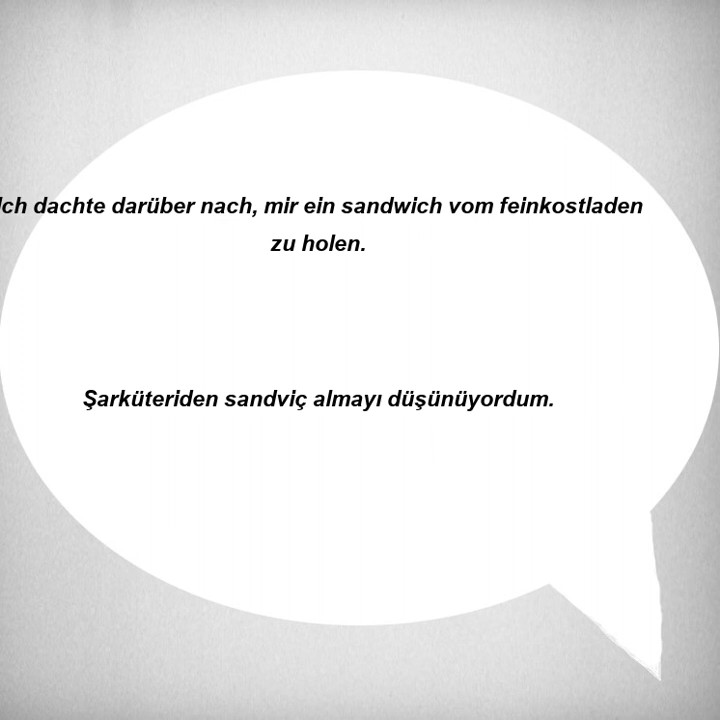 Ich dachte darüber nach, mir ein sandwich vom feinkostladen
zu holen.
Şarküteriden sandviç almayı düşünüyordum.